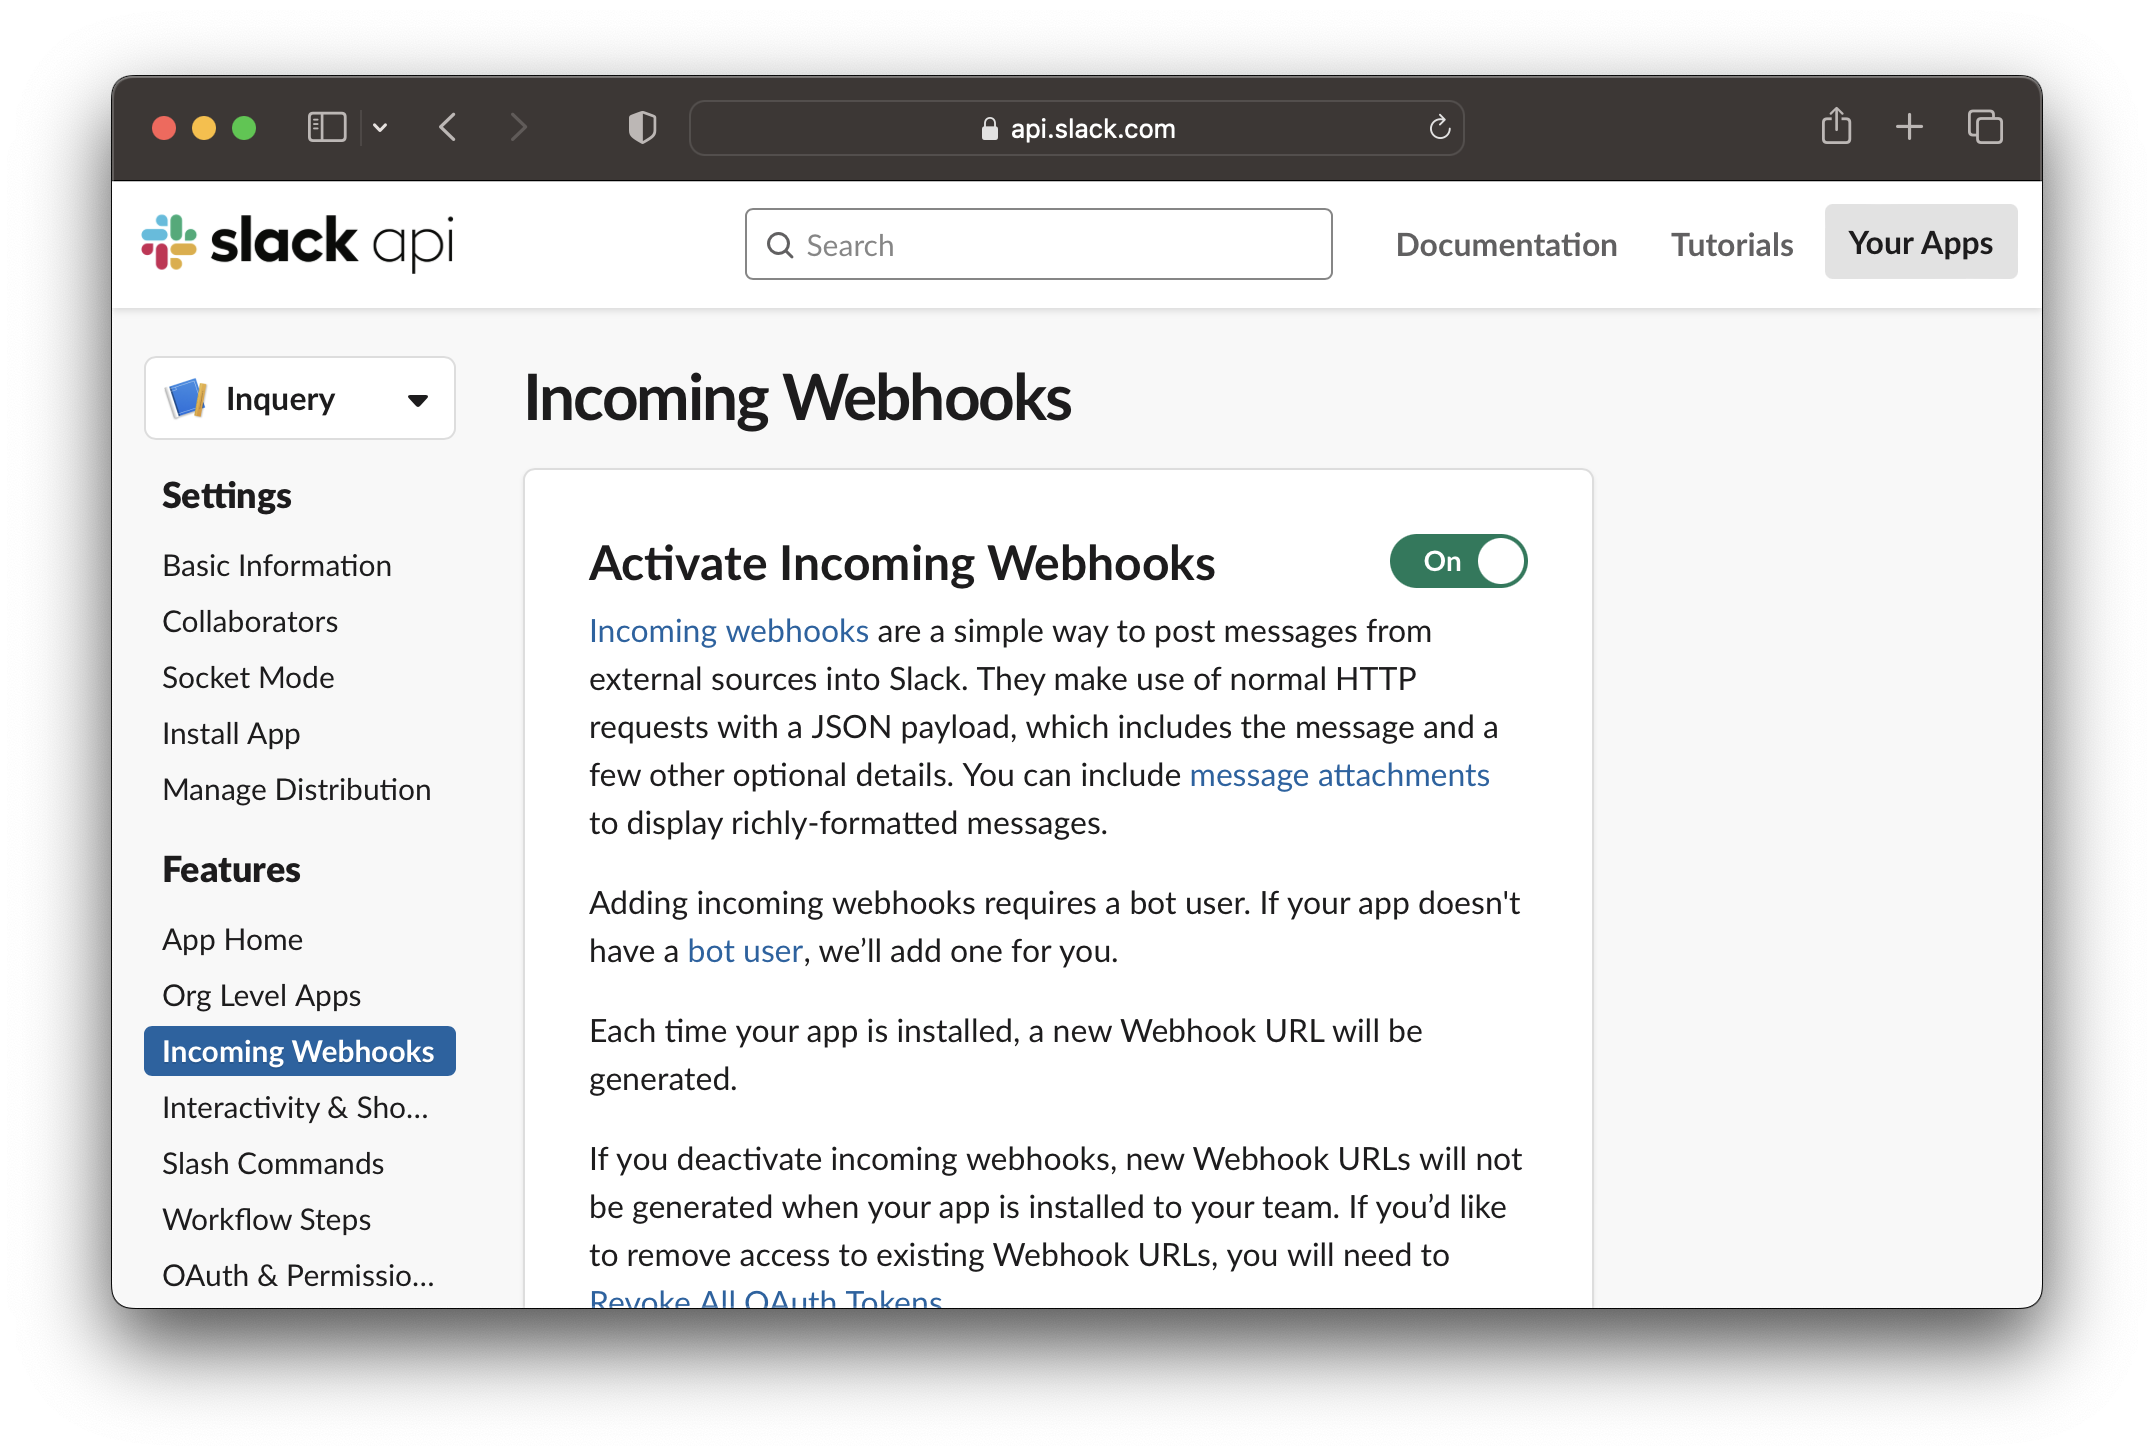 api.slack.com
slack api
Search
Documentation
Tutorials
Your Apps
Inquery
Settings
Basic Information
Collaborators
Socket Mode
Install App
Manage Distribution
Features
App Home
Org Level Apps
Incoming Webhooks
Interactivity & Sho...
Slash Commands
Workflow Steps
OAuth & Permissio...
Incoming Webhooks
Activate Incoming Webhooks
On
Incoming webhooks are a simple way to post messages from
external sources into Slack. They make use of normal HTTP
requests with a JSON payload, which includes the message and a
few other optional details. You can include message attachments
to display richly-formatted messages.
Adding incoming webhooks requires a bot user. If your app doesn't
have a bot user, we’ll add one for you.
Each time your app is installed, a new Webhook URL will be
generated.
If you deactivate incoming webhooks, new Webhook URLs will not
be generated when your app is installed to your team. If you’d like
to remove access to existing Webhook URLs, you will need to
Revoke All OAuth Tokens